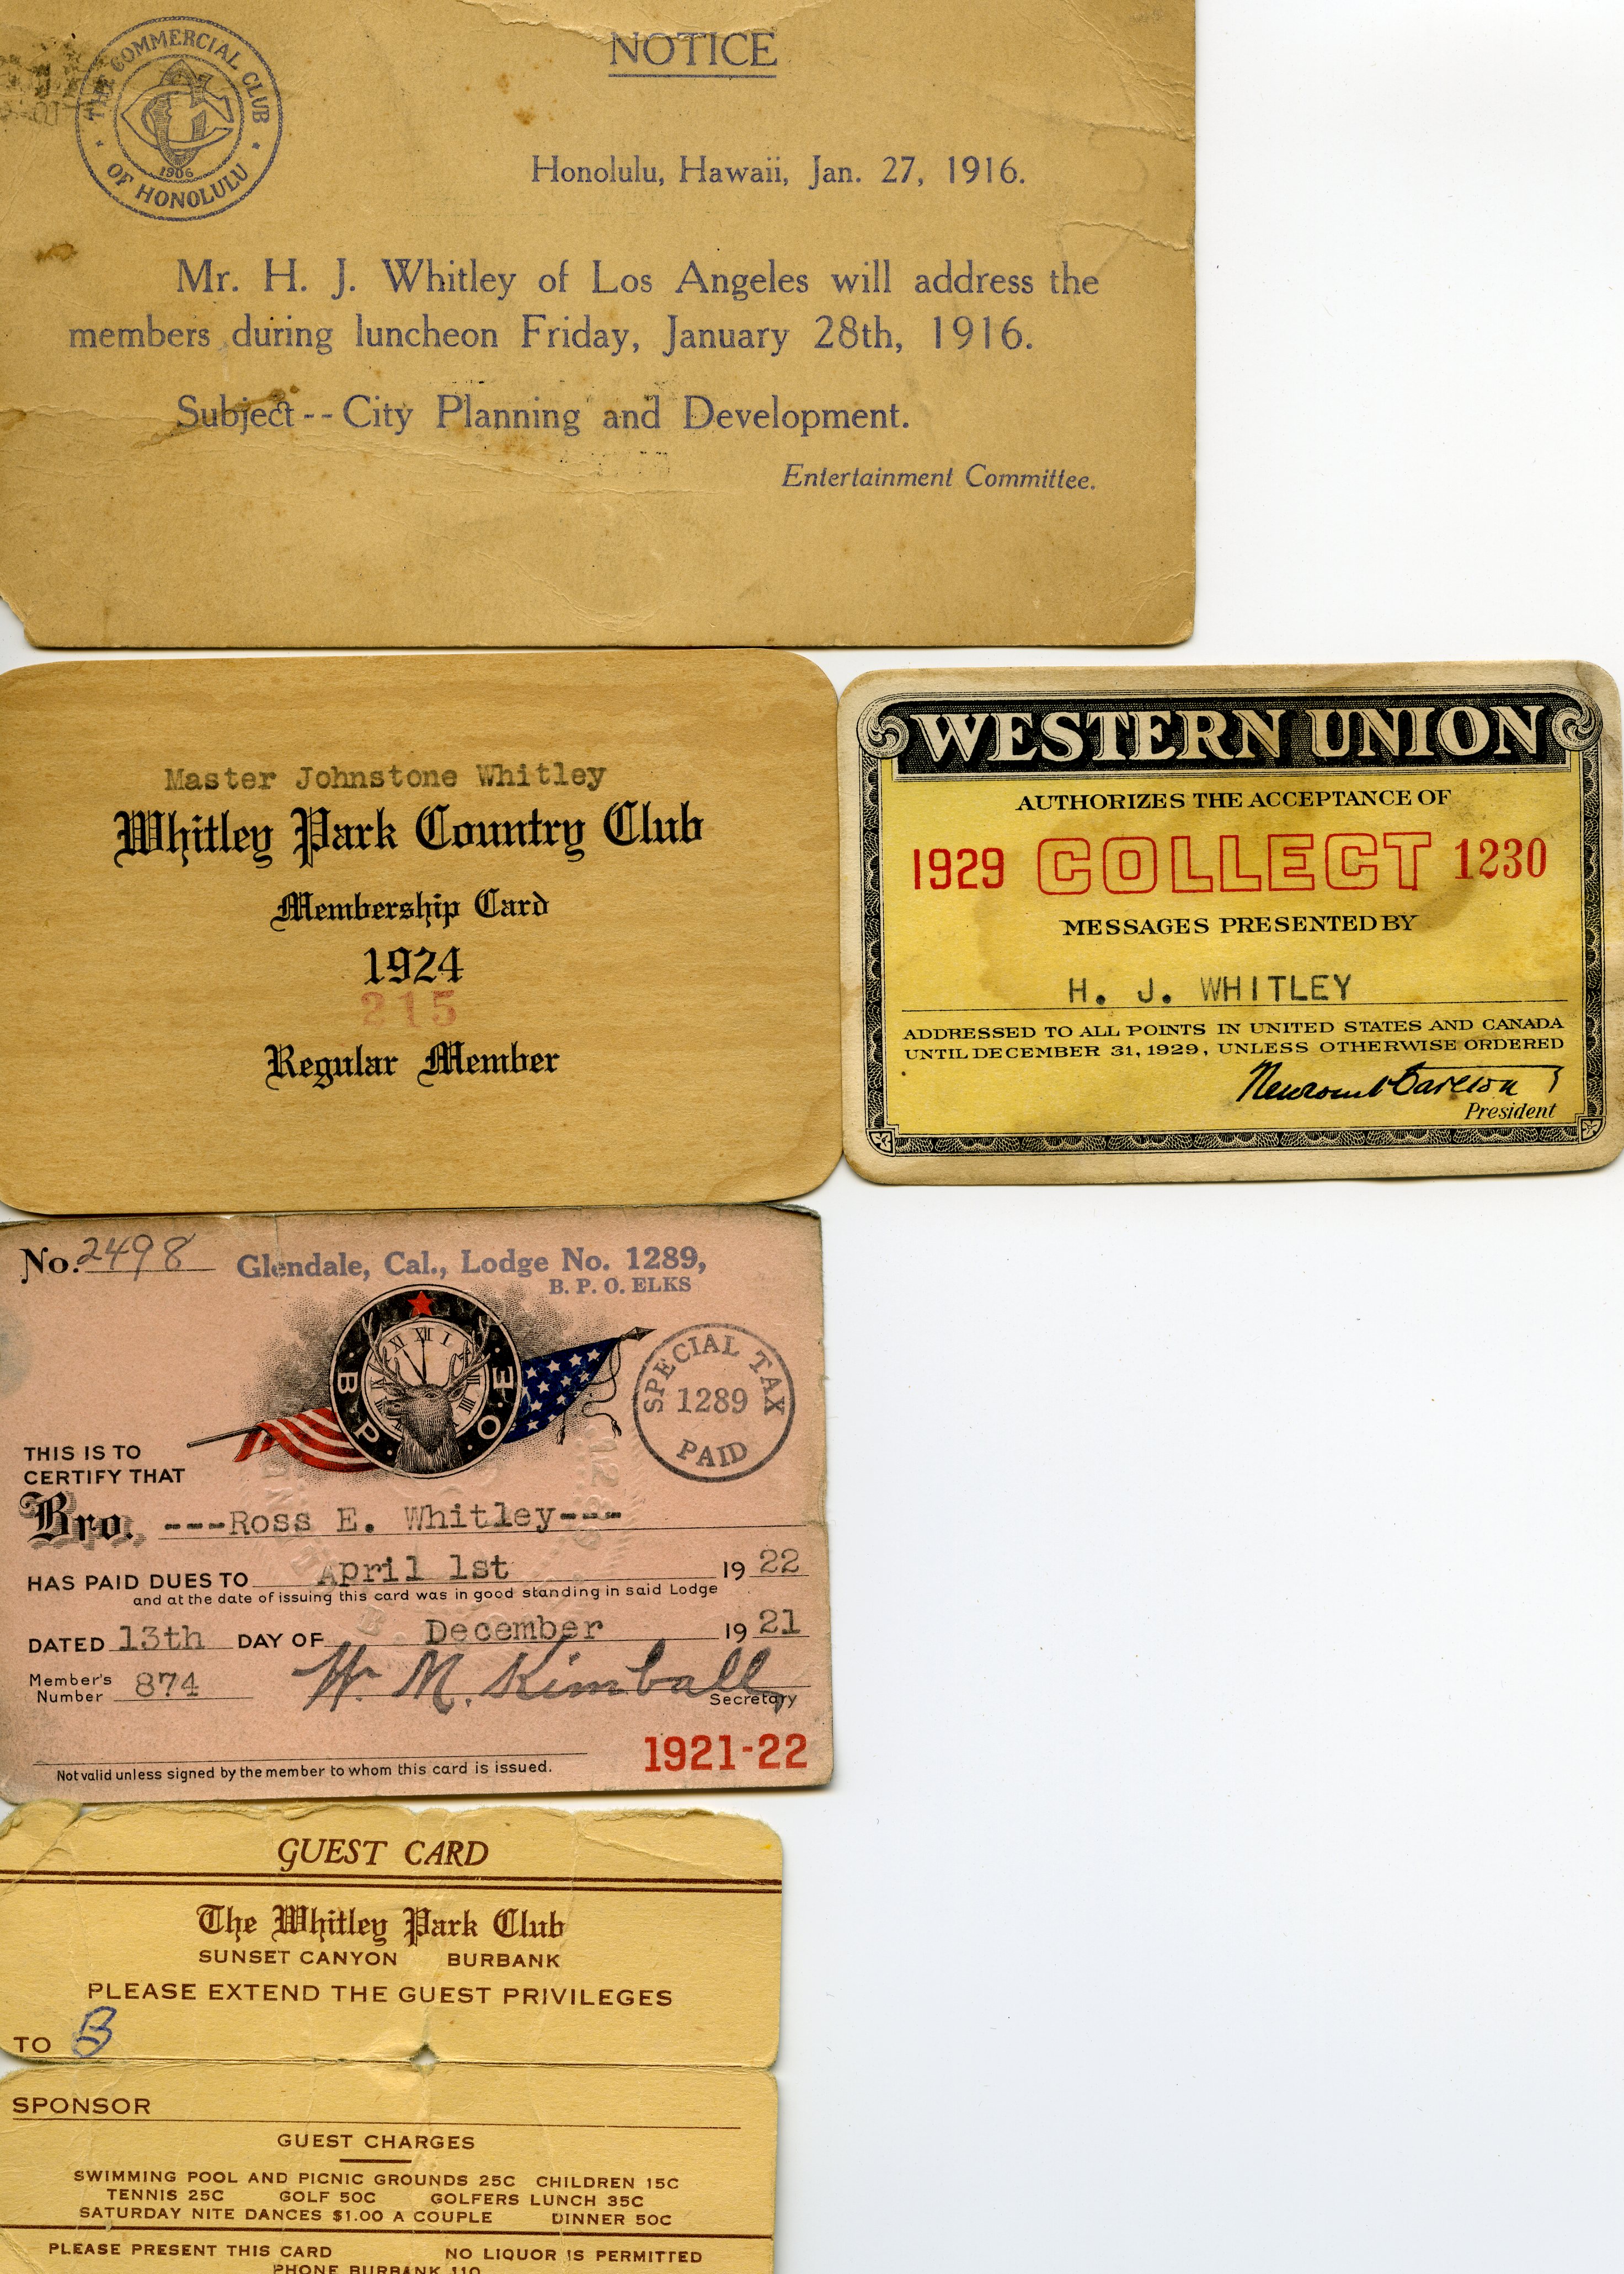 NOTICE
THE COMMERCIAL CLUB
OF HONOLULU
1906
Honolulu, Hawaii, Jan. 27, 1916.
Mr. H. J. Whitley of Los Angeles will address the
members during luncheon Friday, January 28th, 1916.
Subject -- City Planning and Development.
Entertainment Committee.
Master Johnstone Whitley
Whitley Park Country Club
Membership Card
1924
215
Regular Member
WESTERN UNION
AUTHORIZES THE ACCEPTANCE OF
1929 COLLECT 1230
MESSAGES PRESENTED BY
H. J. WHITLEY
ADDRESSED TO ALL POINTS IN UNITED STATES AND CANADA
UNTIL DECEMBER 31, 1929, UNLESS OTHERWISE ORDERED
Newcomb Carlton
President
No. 2498 Glendale, Cal., Lodge No. 1289,
B. P. O. ELKS
B P O E
SPECIAL TAX
1289
PAID
THIS IS TO
CERTIFY THAT
Bro. ---Ross E. Whitley---
HAS PAID DUES TO April 1st 19 22
and at the date of issuing this card was in good standing in said Lodge
DATED 13th DAY OF December 19 21
Member's
Number 874
W. M. Kimball
Secretary
1921-22
Not valid unless signed by the member to whom this card is issued.
GUEST CARD
The Whitley Park Club
SUNSET CANYON BURBANK
PLEASE EXTEND THE GUEST PRIVILEGES
TO B
SPONSOR
GUEST CHARGES
SWIMMING POOL AND PICNIC GROUNDS 25C CHILDREN 15C
TENNIS 25C GOLF 50C GOLFERS LUNCH 35C
SATURDAY NITE DANCES $1.00 A COUPLE DINNER 50C
PLEASE PRESENT THIS CARD NO LIQUOR IS PERMITTED
PHONE BURBANK 110